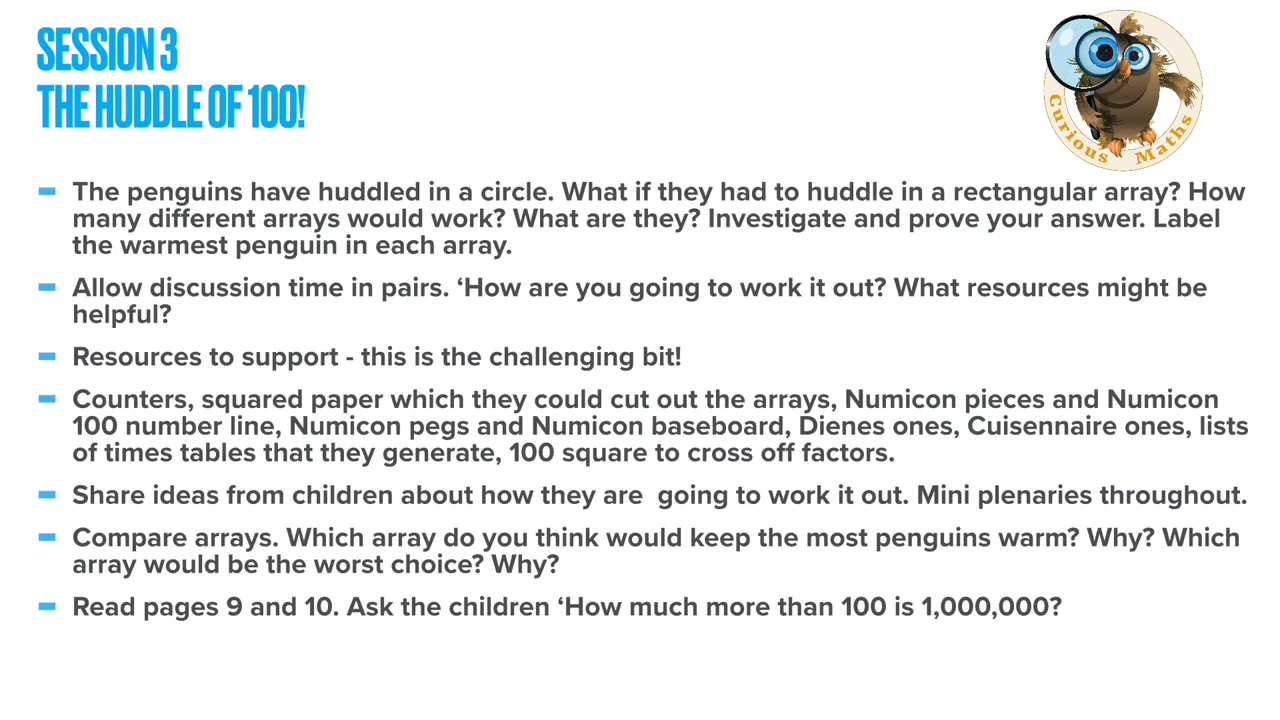 SESSION 3
THE HUDDLE OF 100!
Curious Maths
The penguins have huddled in a circle. What if they had to huddle in a rectangular array? How
many different arrays would work? What are they? Investigate and prove your answer. Label
the warmest penguin in each array.
Allow discussion time in pairs. ‘How are you going to work it out? What resources might be
helpful?
Resources to support - this is the challenging bit!
Counters, squared paper which they could cut out the arrays, Numicon pieces and Numicon
100 number line, Numicon pegs and Numicon baseboard, Dienes ones, Cuisennaire ones, lists
of times tables that they generate, 100 square to cross off factors.
Share ideas from children about how they are  going to work it out. Mini plenaries throughout.
Compare arrays. Which array do you think would keep the most penguins warm? Why? Which
array would be the worst choice? Why?
Read pages 9 and 10. Ask the children ‘How much more than 100 is 1,000,000?